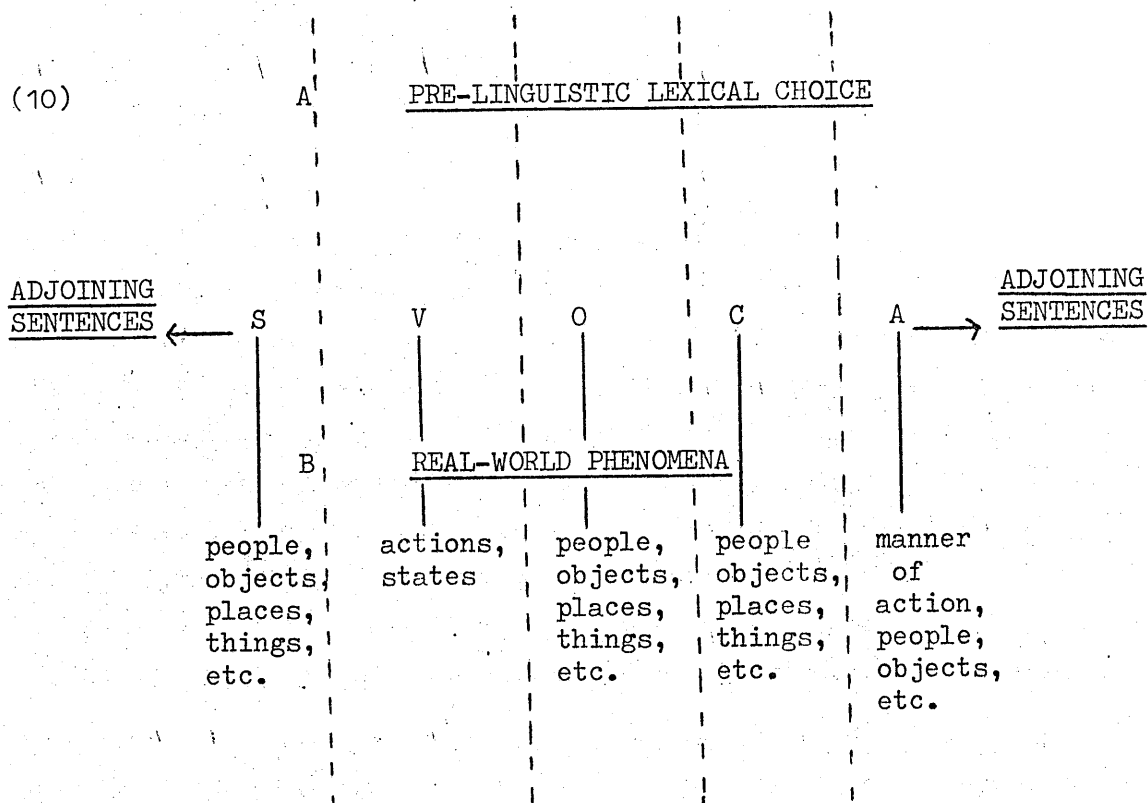 (10) A PRE-LINGUISTIC LEXICAL CHOICE
ADJOINING
SENTENCES
S V O C A
ADJOINING
SENTENCES
B REAL-WORLD PHENOMENA
people,
objects,
places,
things,
etc.
actions,
states
people,
objects,
places,
things,
etc.
people
objects,
places,
things,
etc.
manner
of
action,
people,
objects,
etc.